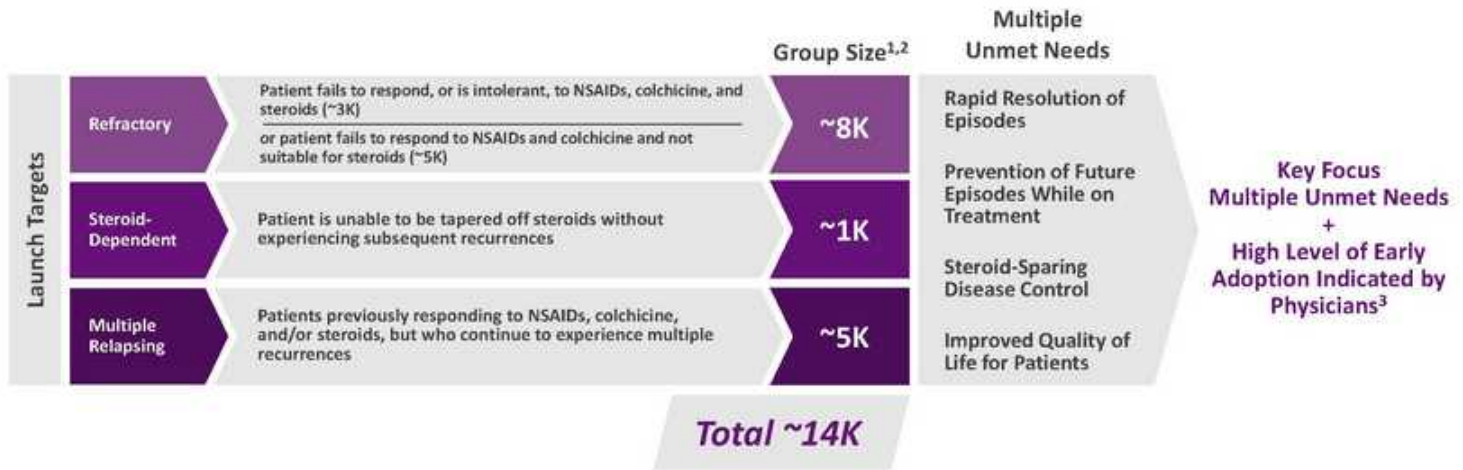 Multiple
Unmet Needs
Group Size1,2
Launch Targets
Refractory
Patient fails to respond, or is intolerant, to NSAIDs, colchicine, and
steroids (~3K)
or patient fails to respond to NSAIDs and colchicine and not
suitable for steroids (~5K)
~8K
Steroid-
Dependent
Patient is unable to be tapered off steroids without
experiencing subsequent recurrences
~1K
Multiple
Relapsing
Patients previously responding to NSAIDs, colchicine,
and/or steroids, but who continue to experience multiple
recurrences
~5K
Total ~14K
Rapid Resolution of
Episodes
Prevention of Future
Episodes While on
Treatment
Steroid-Sparing
Disease Control
Improved Quality of
Life for Patients
Key Focus
Multiple Unmet Needs
+
High Level of Early
Adoption Indicated by
Physicians3